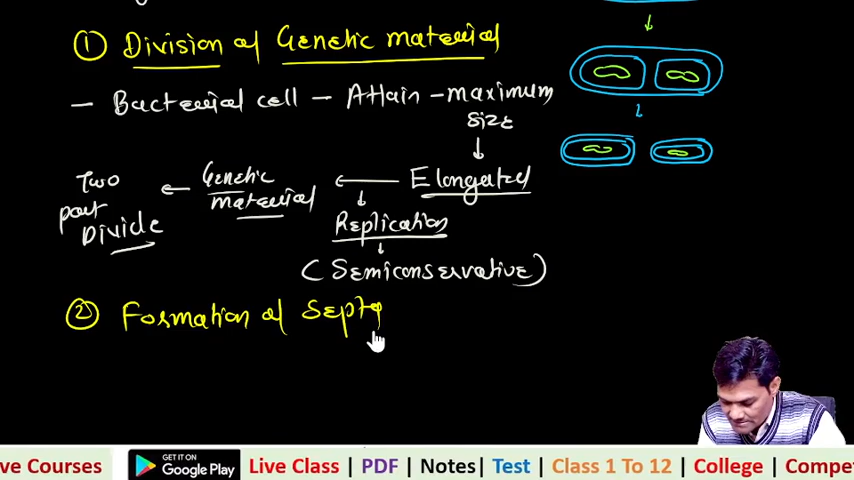 ① Division of Genetic material
— Bacterial cell — Attain — maximum
size
Elongated
Genetic
material
Two
part
Divide
Replication
(Semiconservative)
② Formation of Septa
ve Courses
GET IT ON
Google Play
Live Class | PDF | Notes| Test | Class 1 To 12 | College | Compe